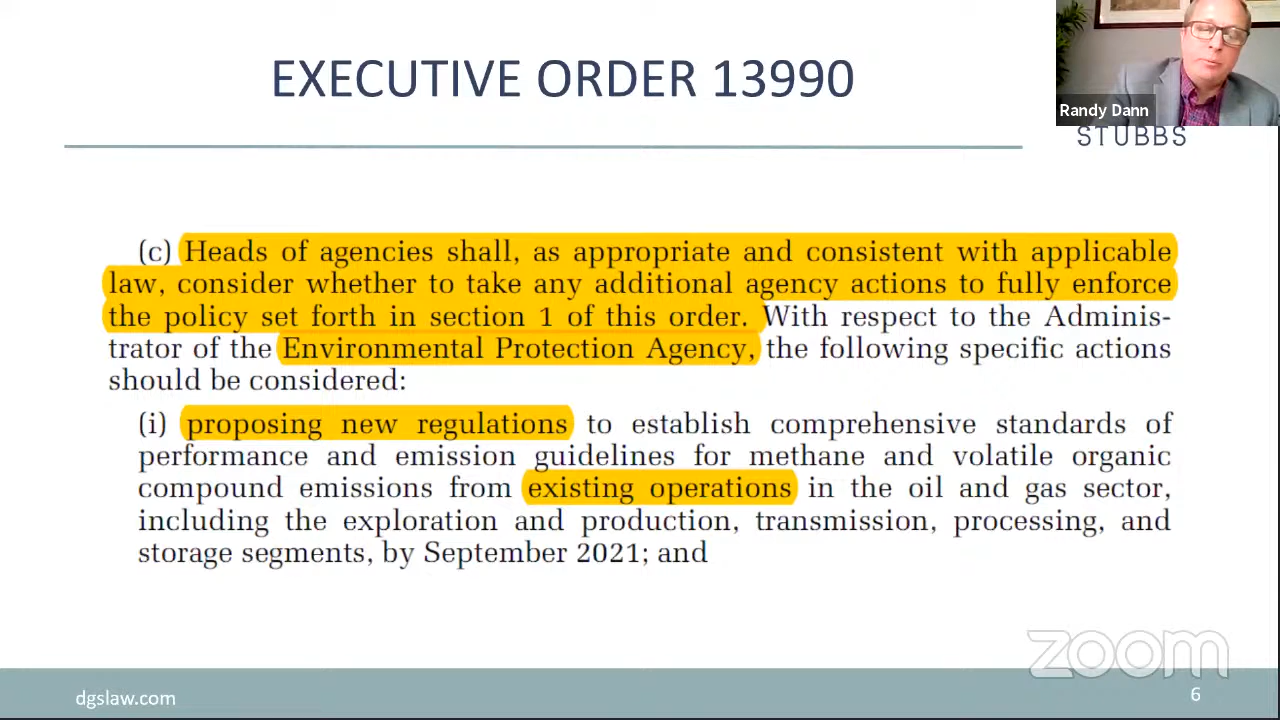 EXECUTIVE ORDER 13990
Randy Dann
STUBBS
(c) Heads of agencies shall, as appropriate and consistent with applicable
law, consider whether to take any additional agency actions to fully enforce
the policy set forth in section 1 of this order. With respect to the Adminis-
trator of the Environmental Protection Agency, the following specific actions
should be considered:
(i) proposing new regulations to establish comprehensive standards of
performance and emission guidelines for methane and volatile organic
compound emissions from existing operations in the oil and gas sector,
including the exploration and production, transmission, processing, and
storage segments, by September 2021; and
zoom
dgslaw.com
6